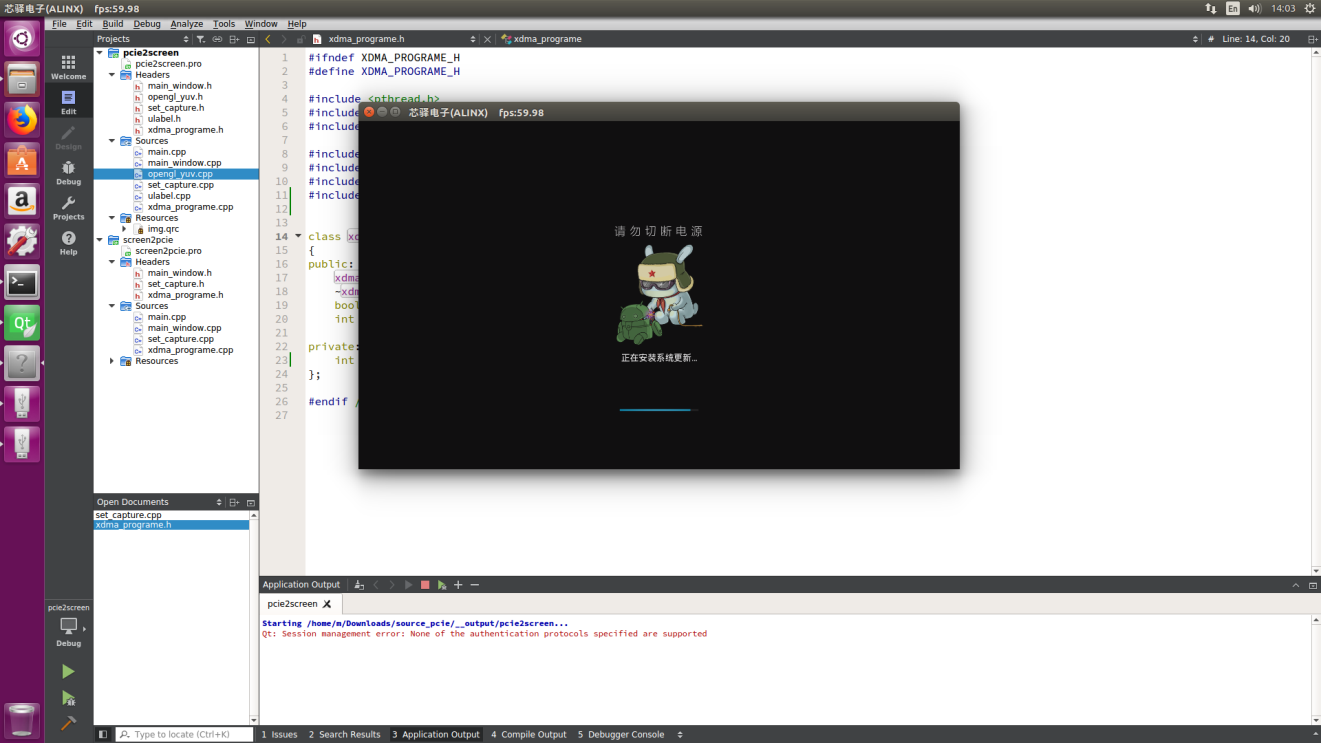 芯驿电子(ALINX) fps:59.98
En
14:03
File Edit Build Debug Analyze Tools Window Help
Projects
xdma_programe.h
xdma_programe
# Line: 14, Col: 20
Welcome
Edit
Design
Debug
Projects
Help
pcie2screen
pcie2screen.pro
Headers
main_window.h
opengl_yuv.h
set_capture.h
ulabel.h
xdma_programe.h
Sources
main.cpp
main_window.cpp
opengl_yuv.cpp
set_capture.cpp
ulabel.cpp
xdma_programe.cpp
Resources
img.qrc
screen2pcie
screen2pcie.pro
Headers
main_window.h
set_capture.h
xdma_programe.h
Sources
main.cpp
main_window.cpp
set_capture.cpp
xdma_programe.cpp
Resources
1 #ifndef XDMA_PROGRAME_H
2 #define XDMA_PROGRAME_H
3
4 #include <pthread.h>
5 #include
6 #include
7
8 #include
9 #include
10 #include
11 #include
12
13
14 class
15 {
16 public:
17 xdma
18 ~xdm
19 bool
20 int
21
22 private:
23 int
24 };
25
26 #endif /
27
芯驿电子(ALINX) fps:59.98
请勿切断电源
正在安装系统更新...
Open Documents
set_capture.cpp
xdma_programe.h
Application Output
pcie2screen
Starting /home/m/Downloads/source_pcie/__output/pcie2screen...
Qt: Session management error: None of the authentication protocols specified are supported
pcie2screen
Debug
Type to locate (Ctrl+K)
1 Issues 2 Search Results 3 Application Output 4 Compile Output 5 Debugger Console